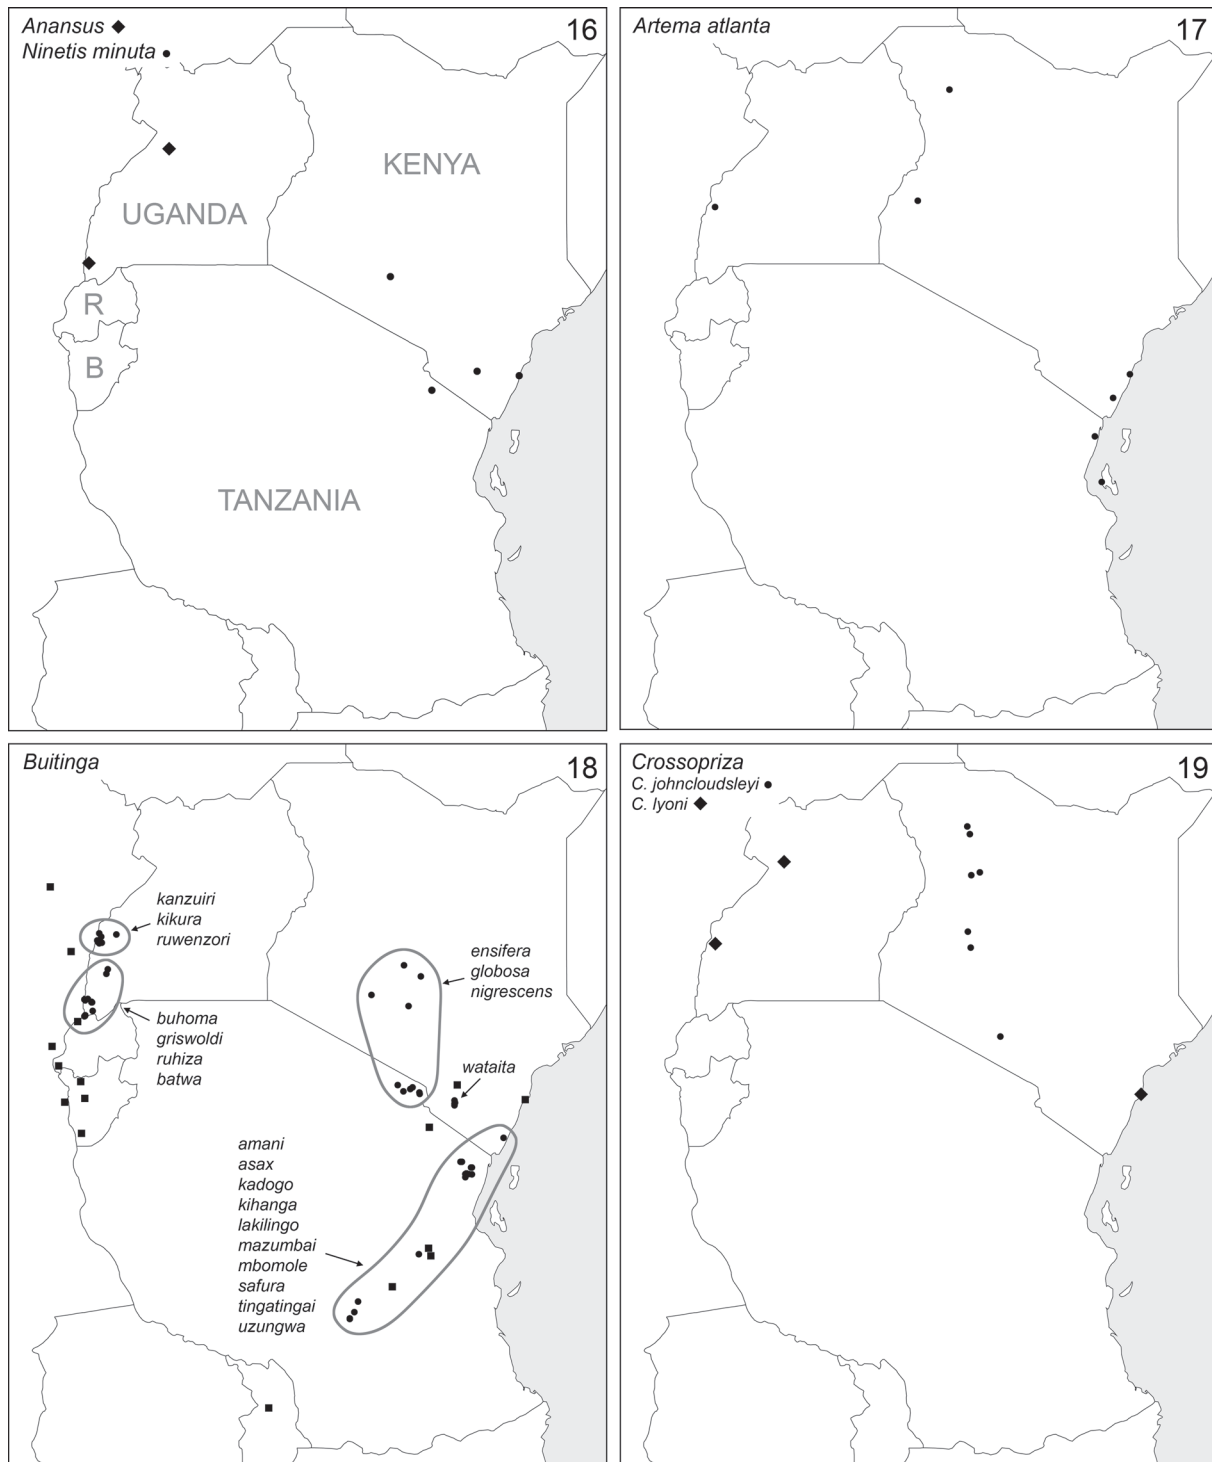 Anansus
Ninetis minuta
16
KENYA
UGANDA
R
B
TANZANIA
Artema atlanta
17
Buitinga
18
kanzuiri
kikura
ruwenzori
ensifera
globosa
nigrescens
buhoma
griswoldi
ruhiza
batwa
wataita
amani
asax
kadogo
kihanga
lakilingo
mazumbai
mbomole
safura
tingatingai
uzungwa
Crossopriza
19
C. johncloudsleyi
C. lyoni